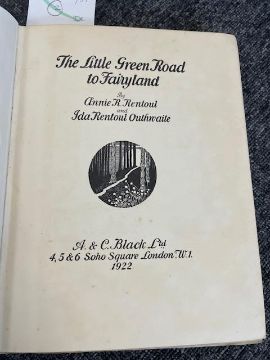 The Little Green Road
to Fairyland
By
Annie R. Rentoul
and
Ida Rentoul Outhwaite
A. & C. Black Ltd
4, 5 & 6 Soho Square London W.1.
1922